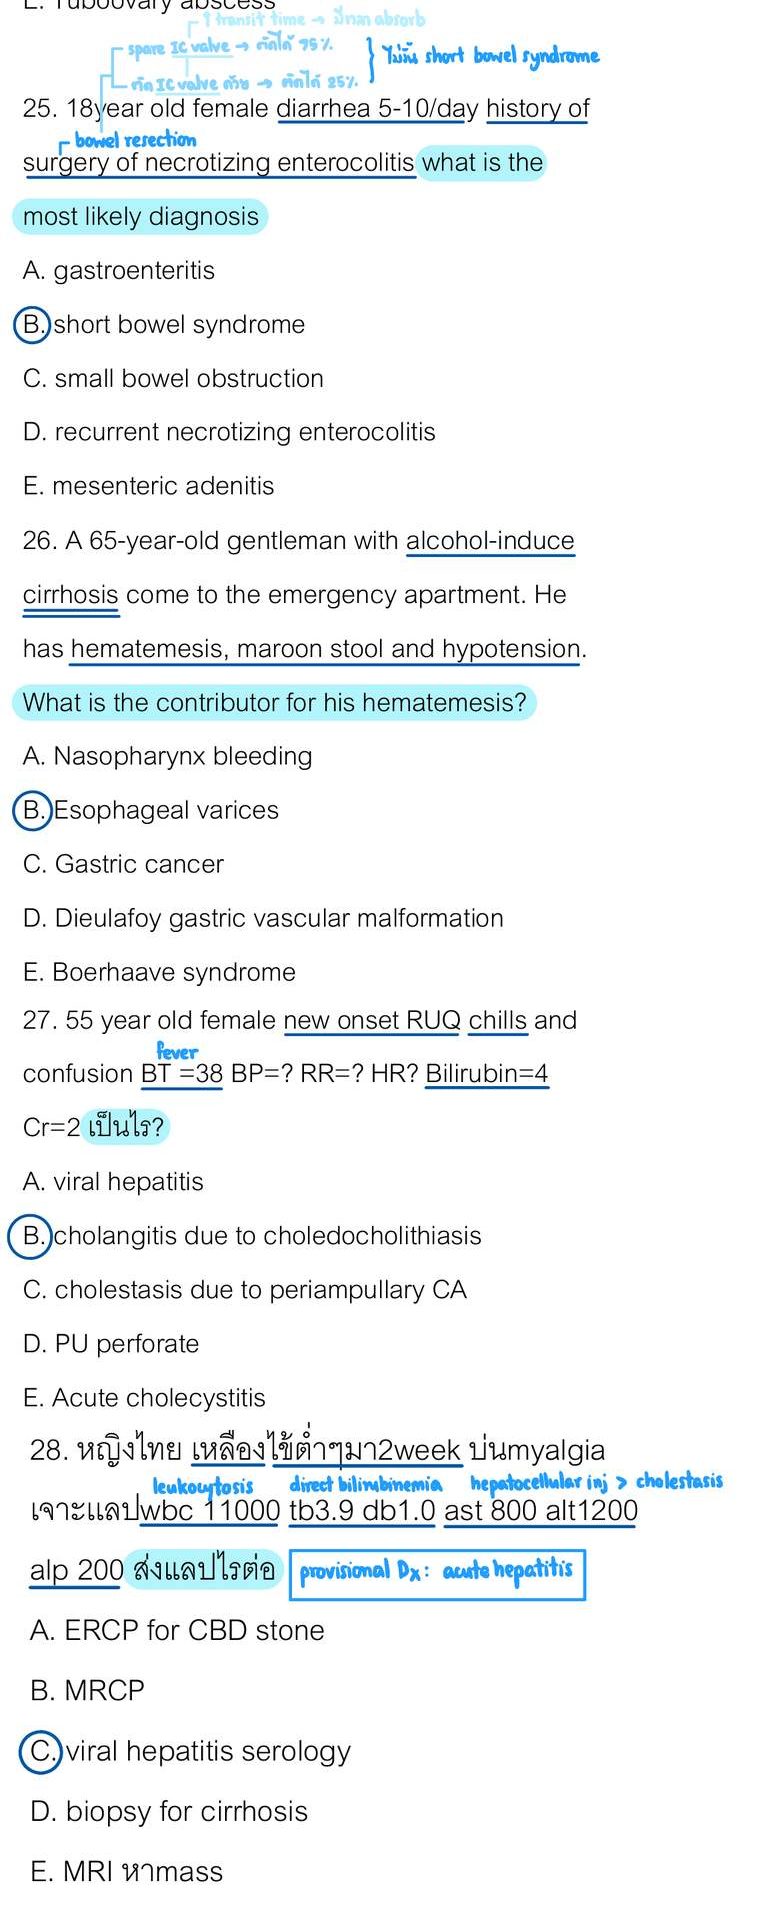 E. Tuboovary abscess
↑ transit time → มีเวลา absorb
spare IC valve → ตัดได้ 75%
ตัด IC valve ด้วย → ตัดได้ 25%
} ไม่เป็น short bowel syndrome
25. 18year old female diarrhea 5-10/day history of
bowel resection
surgery of necrotizing enterocolitis what is the
most likely diagnosis
A. gastroenteritis
B. short bowel syndrome
C. small bowel obstruction
D. recurrent necrotizing enterocolitis
E. mesenteric adenitis
26. A 65-year-old gentleman with alcohol-induce
cirrhosis come to the emergency apartment. He
has hematemesis, maroon stool and hypotension.
What is the contributor for his hematemesis?
A. Nasopharynx bleeding
B. Esophageal varices
C. Gastric cancer
D. Dieulafoy gastric vascular malformation
E. Boerhaave syndrome
27. 55 year old female new onset RUQ chills and
fever
confusion BT =38 BP=? RR=? HR? Bilirubin=4
Cr=2 เป็นไร?
A. viral hepatitis
B. cholangitis due to choledocholithiasis
C. cholestasis due to periampullary CA
D. PU perforate
E. Acute cholecystitis
28. หญิงไทย เหลืองไข้ต่ำๆมา2week บ่นmyalgia
leukocytosis direct bilirubinemia hepatocellular inj > cholestasis
เจาะแลปwbc 11000 tb3.9 db1.0 ast 800 alt1200
alp 200 ส่งแลปไรต่อ provisional Dx: acute hepatitis
A. ERCP for CBD stone
B. MRCP
C. viral hepatitis serology
D. biopsy for cirrhosis
E. MRI หาmass